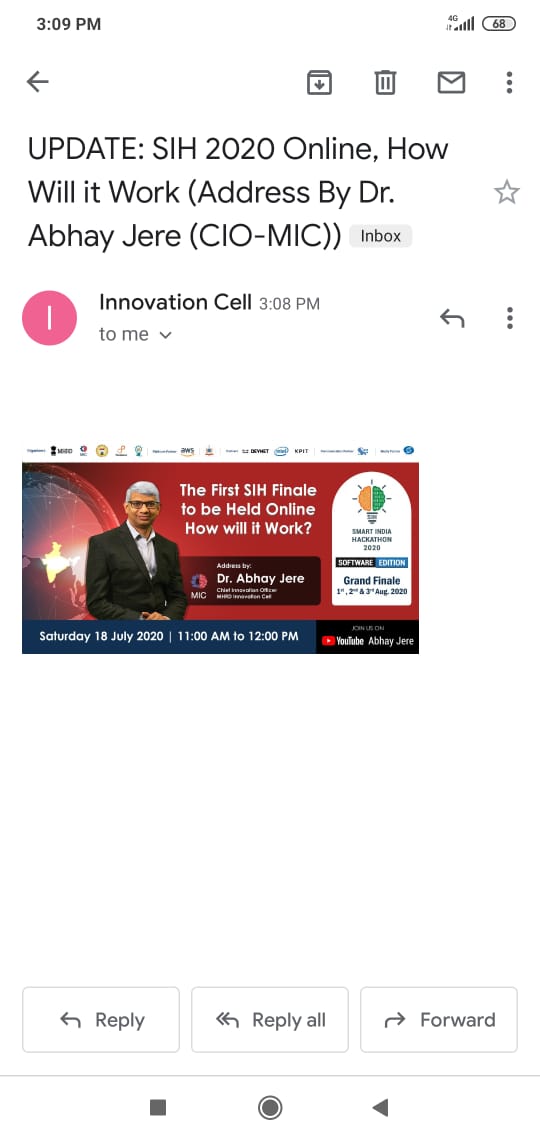 3:09 PM
4G
68
UPDATE: SIH 2020 Online, How
Will it Work (Address By Dr.
Abhay Jere (CIO-MIC))
Inbox
I
Innovation Cell 3:08 PM
to me
MHRD
aws
DEVNET
intel
KPIT
The First SIH Finale
to be Held Online
How will it Work?
Address by:
Dr. Abhay Jere
Chief Innovation Officer
MHRD Innovation Cell
MIC
SIH
SMART INDIA
HACKATHON
2020
SOFTWARE EDITION
Grand Finale
1st, 2nd & 3rd Aug. 2020
Saturday 18 July 2020 | 11:00 AM to 12:00 PM
JOIN US ON
YouTube Abhay Jere
Reply
Reply all
Forward